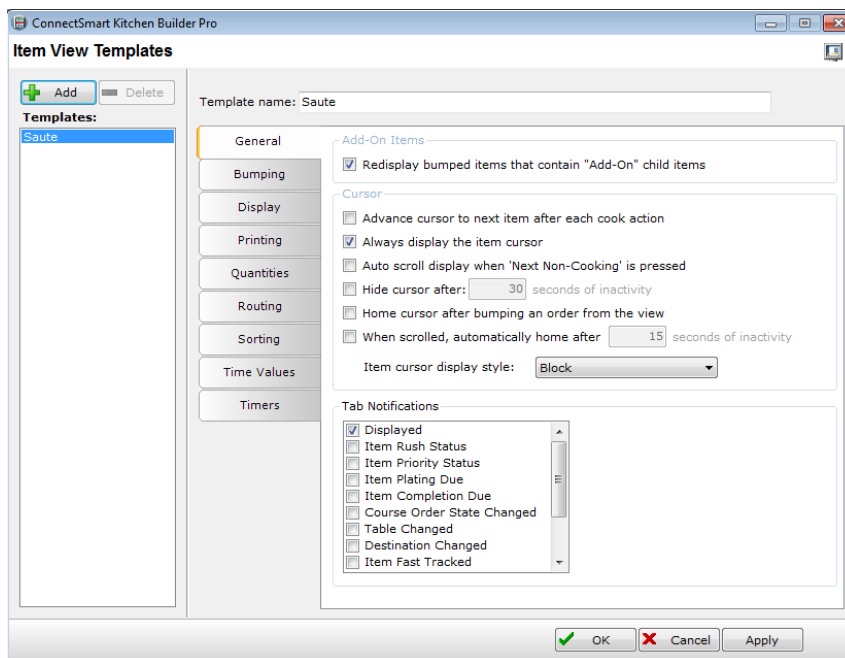 ConnectSmart Kitchen Builder Pro
Item View Templates
Add
Delete
Templates:
Saute
Template name: Saute
General
Bumping
Display
Printing
Quantities
Routing
Sorting
Time Values
Timers
Add-On Items
Redisplay bumped items that contain "Add-On" child items
Cursor
Advance cursor to next item after each cook action
Always display the item cursor
Auto scroll display when 'Next Non-Cooking' is pressed
Hide cursor after: 30 seconds of inactivity
Home cursor after bumping an order from the view
When scrolled, automatically home after 15 seconds of inactivity
Item cursor display style: Block
Tab Notifications
Displayed
Item Rush Status
Item Priority Status
Item Plating Due
Item Completion Due
Course Order State Changed
Table Changed
Destination Changed
Item Fast Tracked
OK
Cancel
Apply